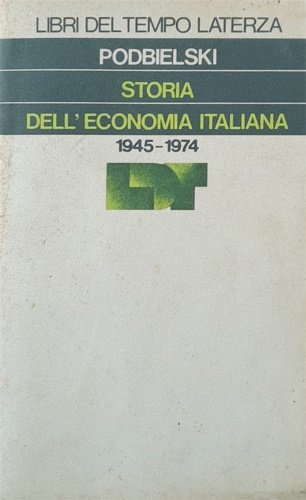 LIBRI DEL TEMPO LATERZA
PODBIELSKI
STORIA
DELL'ECONOMIA ITALIANA
1945-1974
LDT